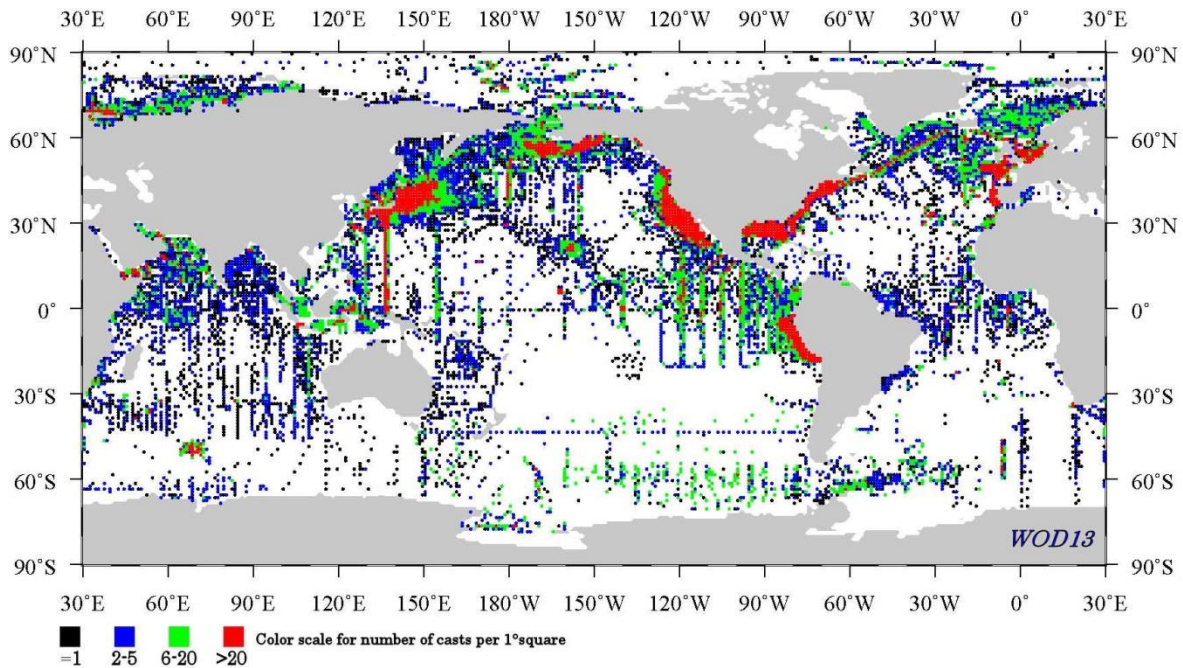 30°E 60°E 90°E 120°E 150°E 180°W 150°W 120°W 90°W 60°W 30°W 0° 30°E
90°N 90°N
60°N 60°N
30°N 30°N
0° 0°
30°S 30°S
60°S 60°S
WOD13
90°S 90°S
30°E 60°E 90°E 120°E 150°E 180°W 150°W 120°W 90°W 60°W 30°W 0° 30°E
Color scale for number of casts per 1°square
=1 2-5 6-20 >20